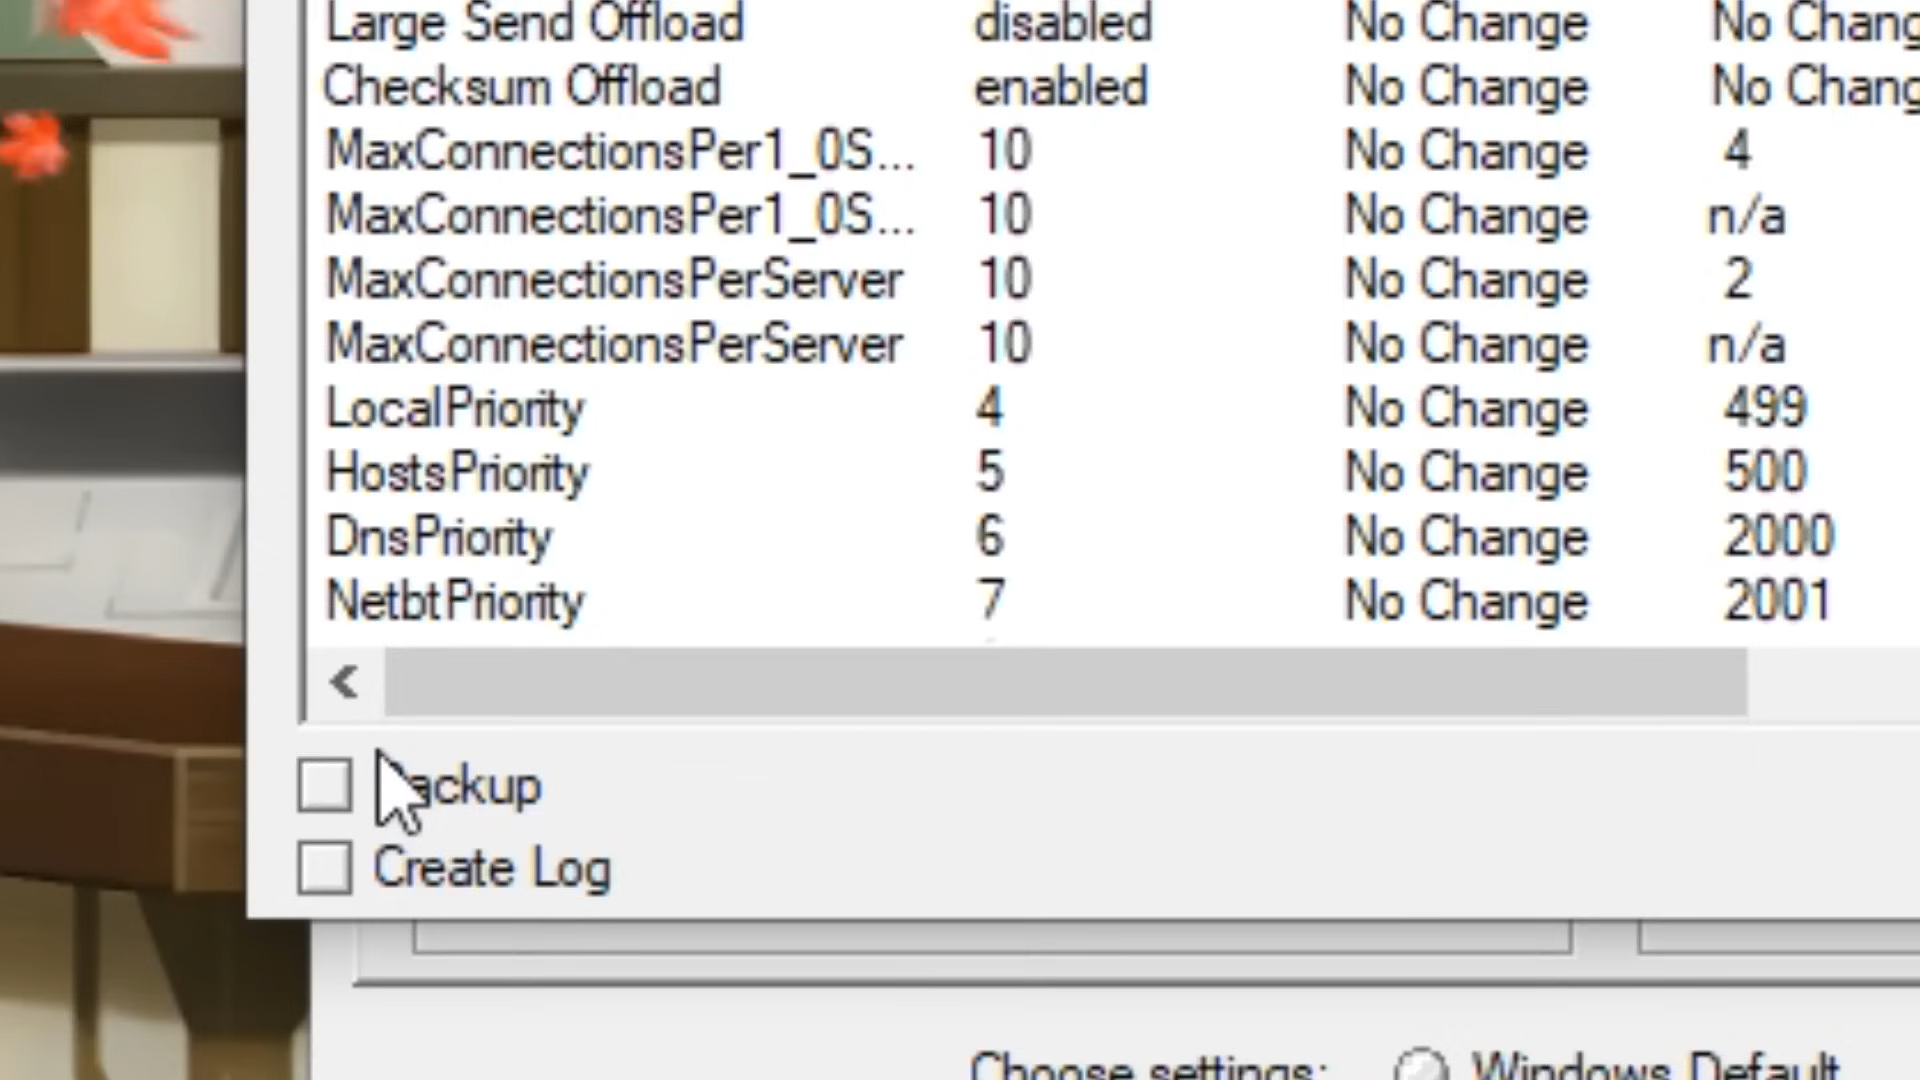 Large Send Offload disabled No Change No Chang
Checksum Offload enabled No Change No Chang
MaxConnectionsPer1_0S... 10 No Change 4
MaxConnectionsPer1_0S... 10 No Change n/a
MaxConnectionsPerServer 10 No Change 2
MaxConnectionsPerServer 10 No Change n/a
LocalPriority 4 No Change 499
HostsPriority 5 No Change 500
DnsPriority 6 No Change 2000
NetbtPriority 7 No Change 2001
Backup
Create Log
Choose settings: Windows Default